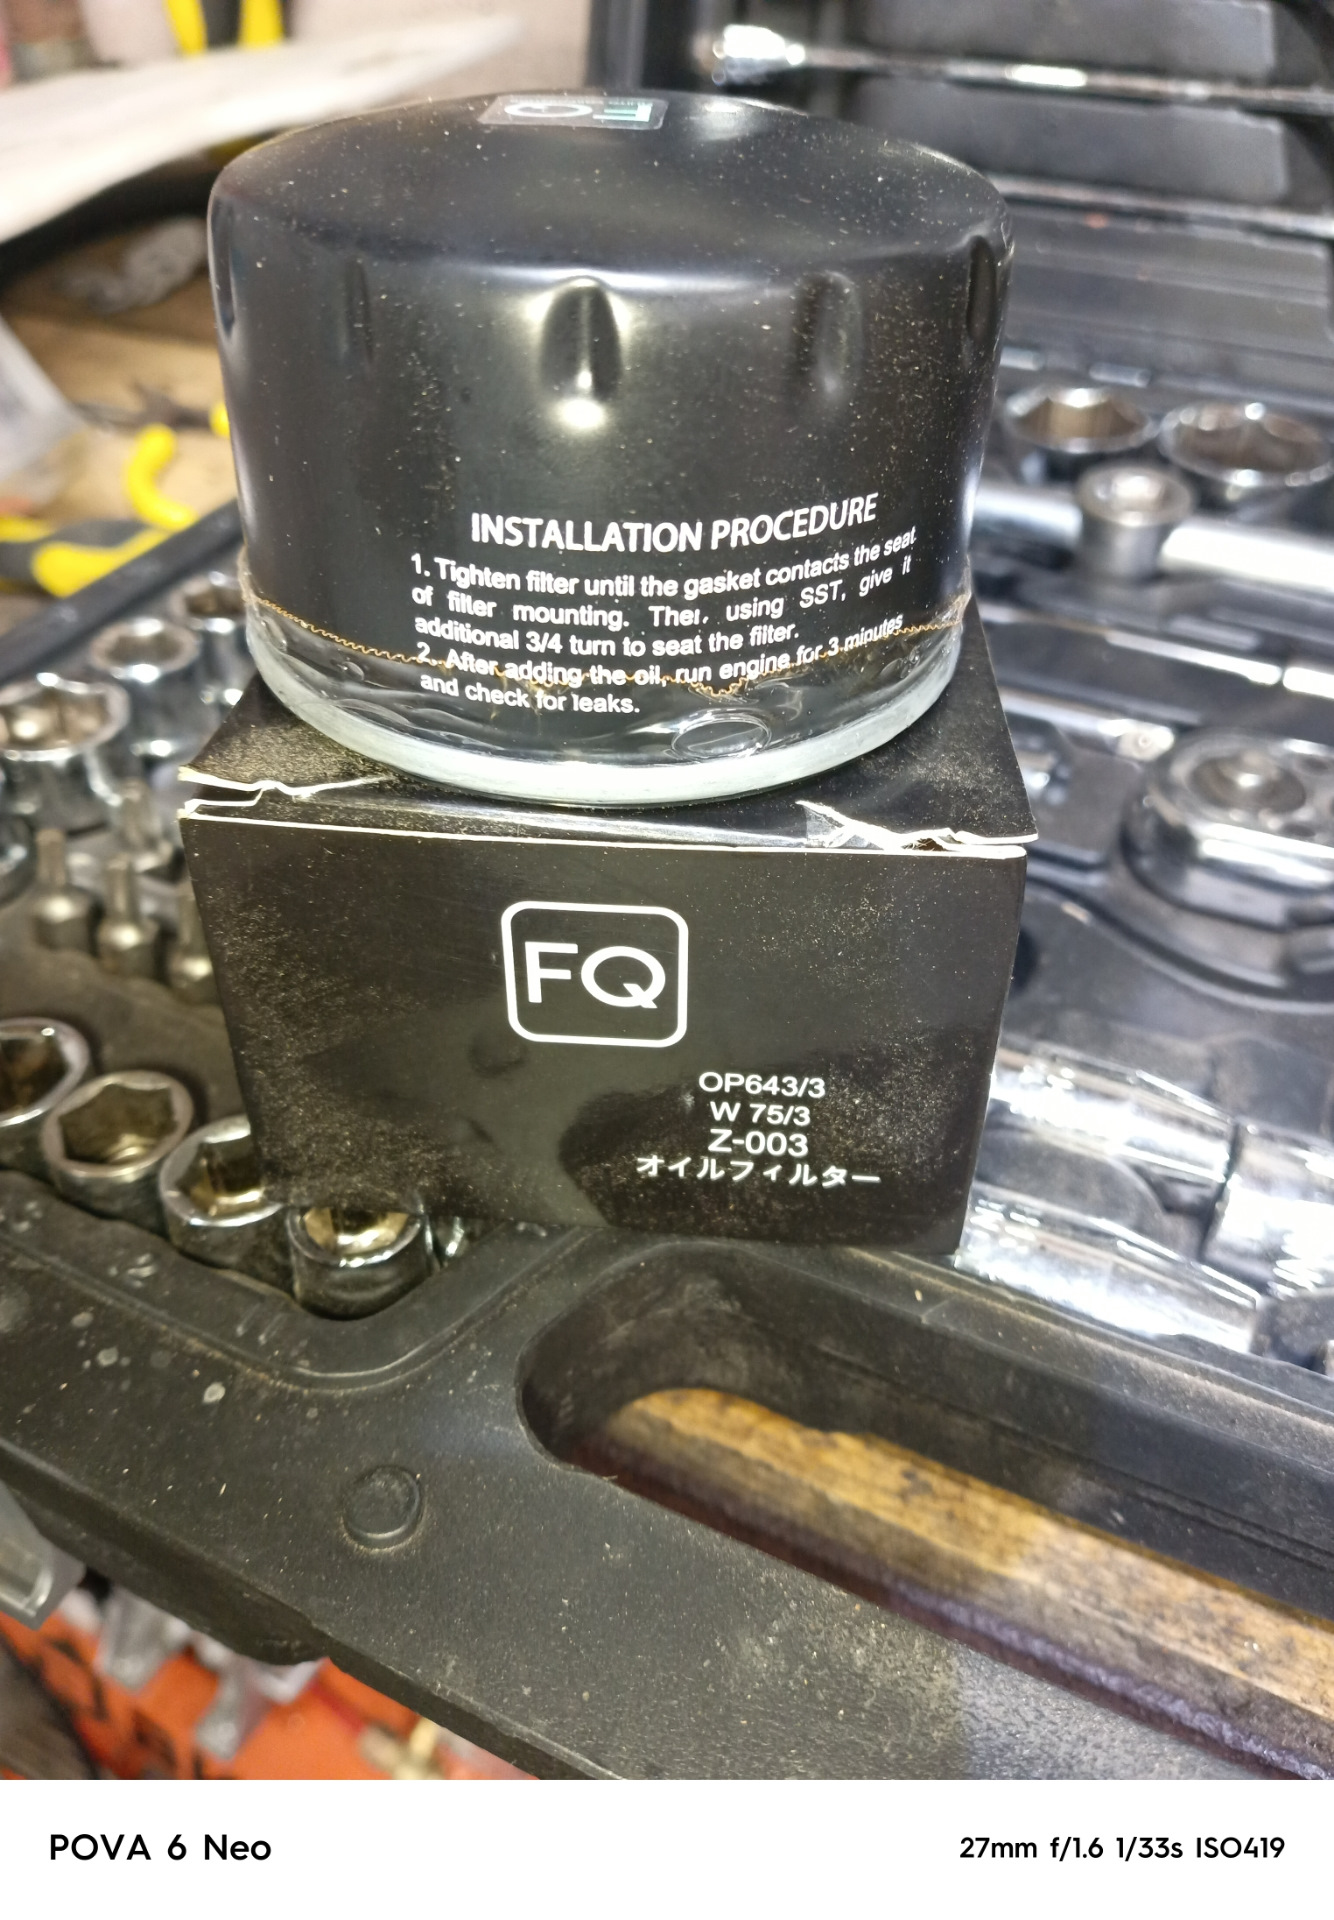 FQ
INSTALLATION PROCEDURE
1. Tighten filter until the gasket contacts the seat
of filter mounting. Then, using SST, give it
additional 3/4 turn to seat the filter.
2. After adding the oil, run engine for 3 minutes
and check for leaks.
FQ
OP643/3
W 75/3
Z-003
オイルフィルター
POVA 6 Neo
27mm f/1.6 1/33s ISO419